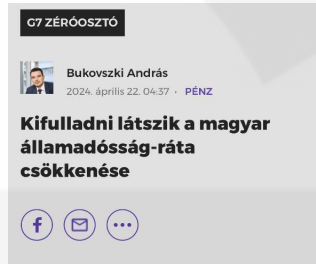 G7 ZÉRÓOSZTÓ
Bukovszki András
2024. április 22. 04:37 · PÉNZ
Kifulladni látszik a magyar
államadósság-ráta
csökkenése